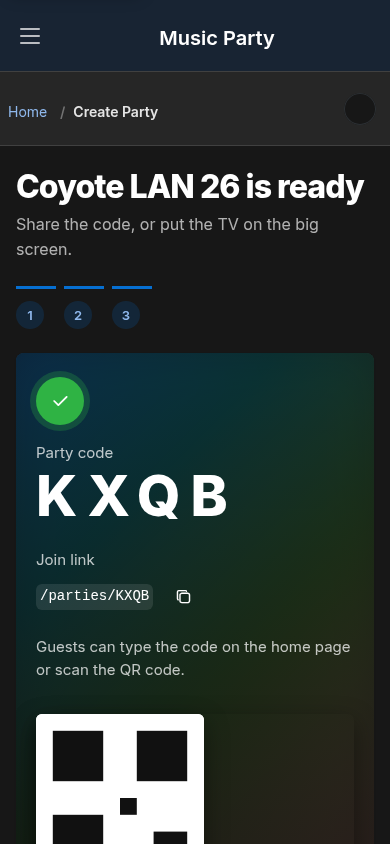 Music Party
Home / Create Party
Coyote LAN 26 is ready
Share the code, or put the TV on the big
screen.
1 2 3
Party code
KXQB
Join link
/parties/KXQB
Guests can type the code on the home page
or scan the QR code.